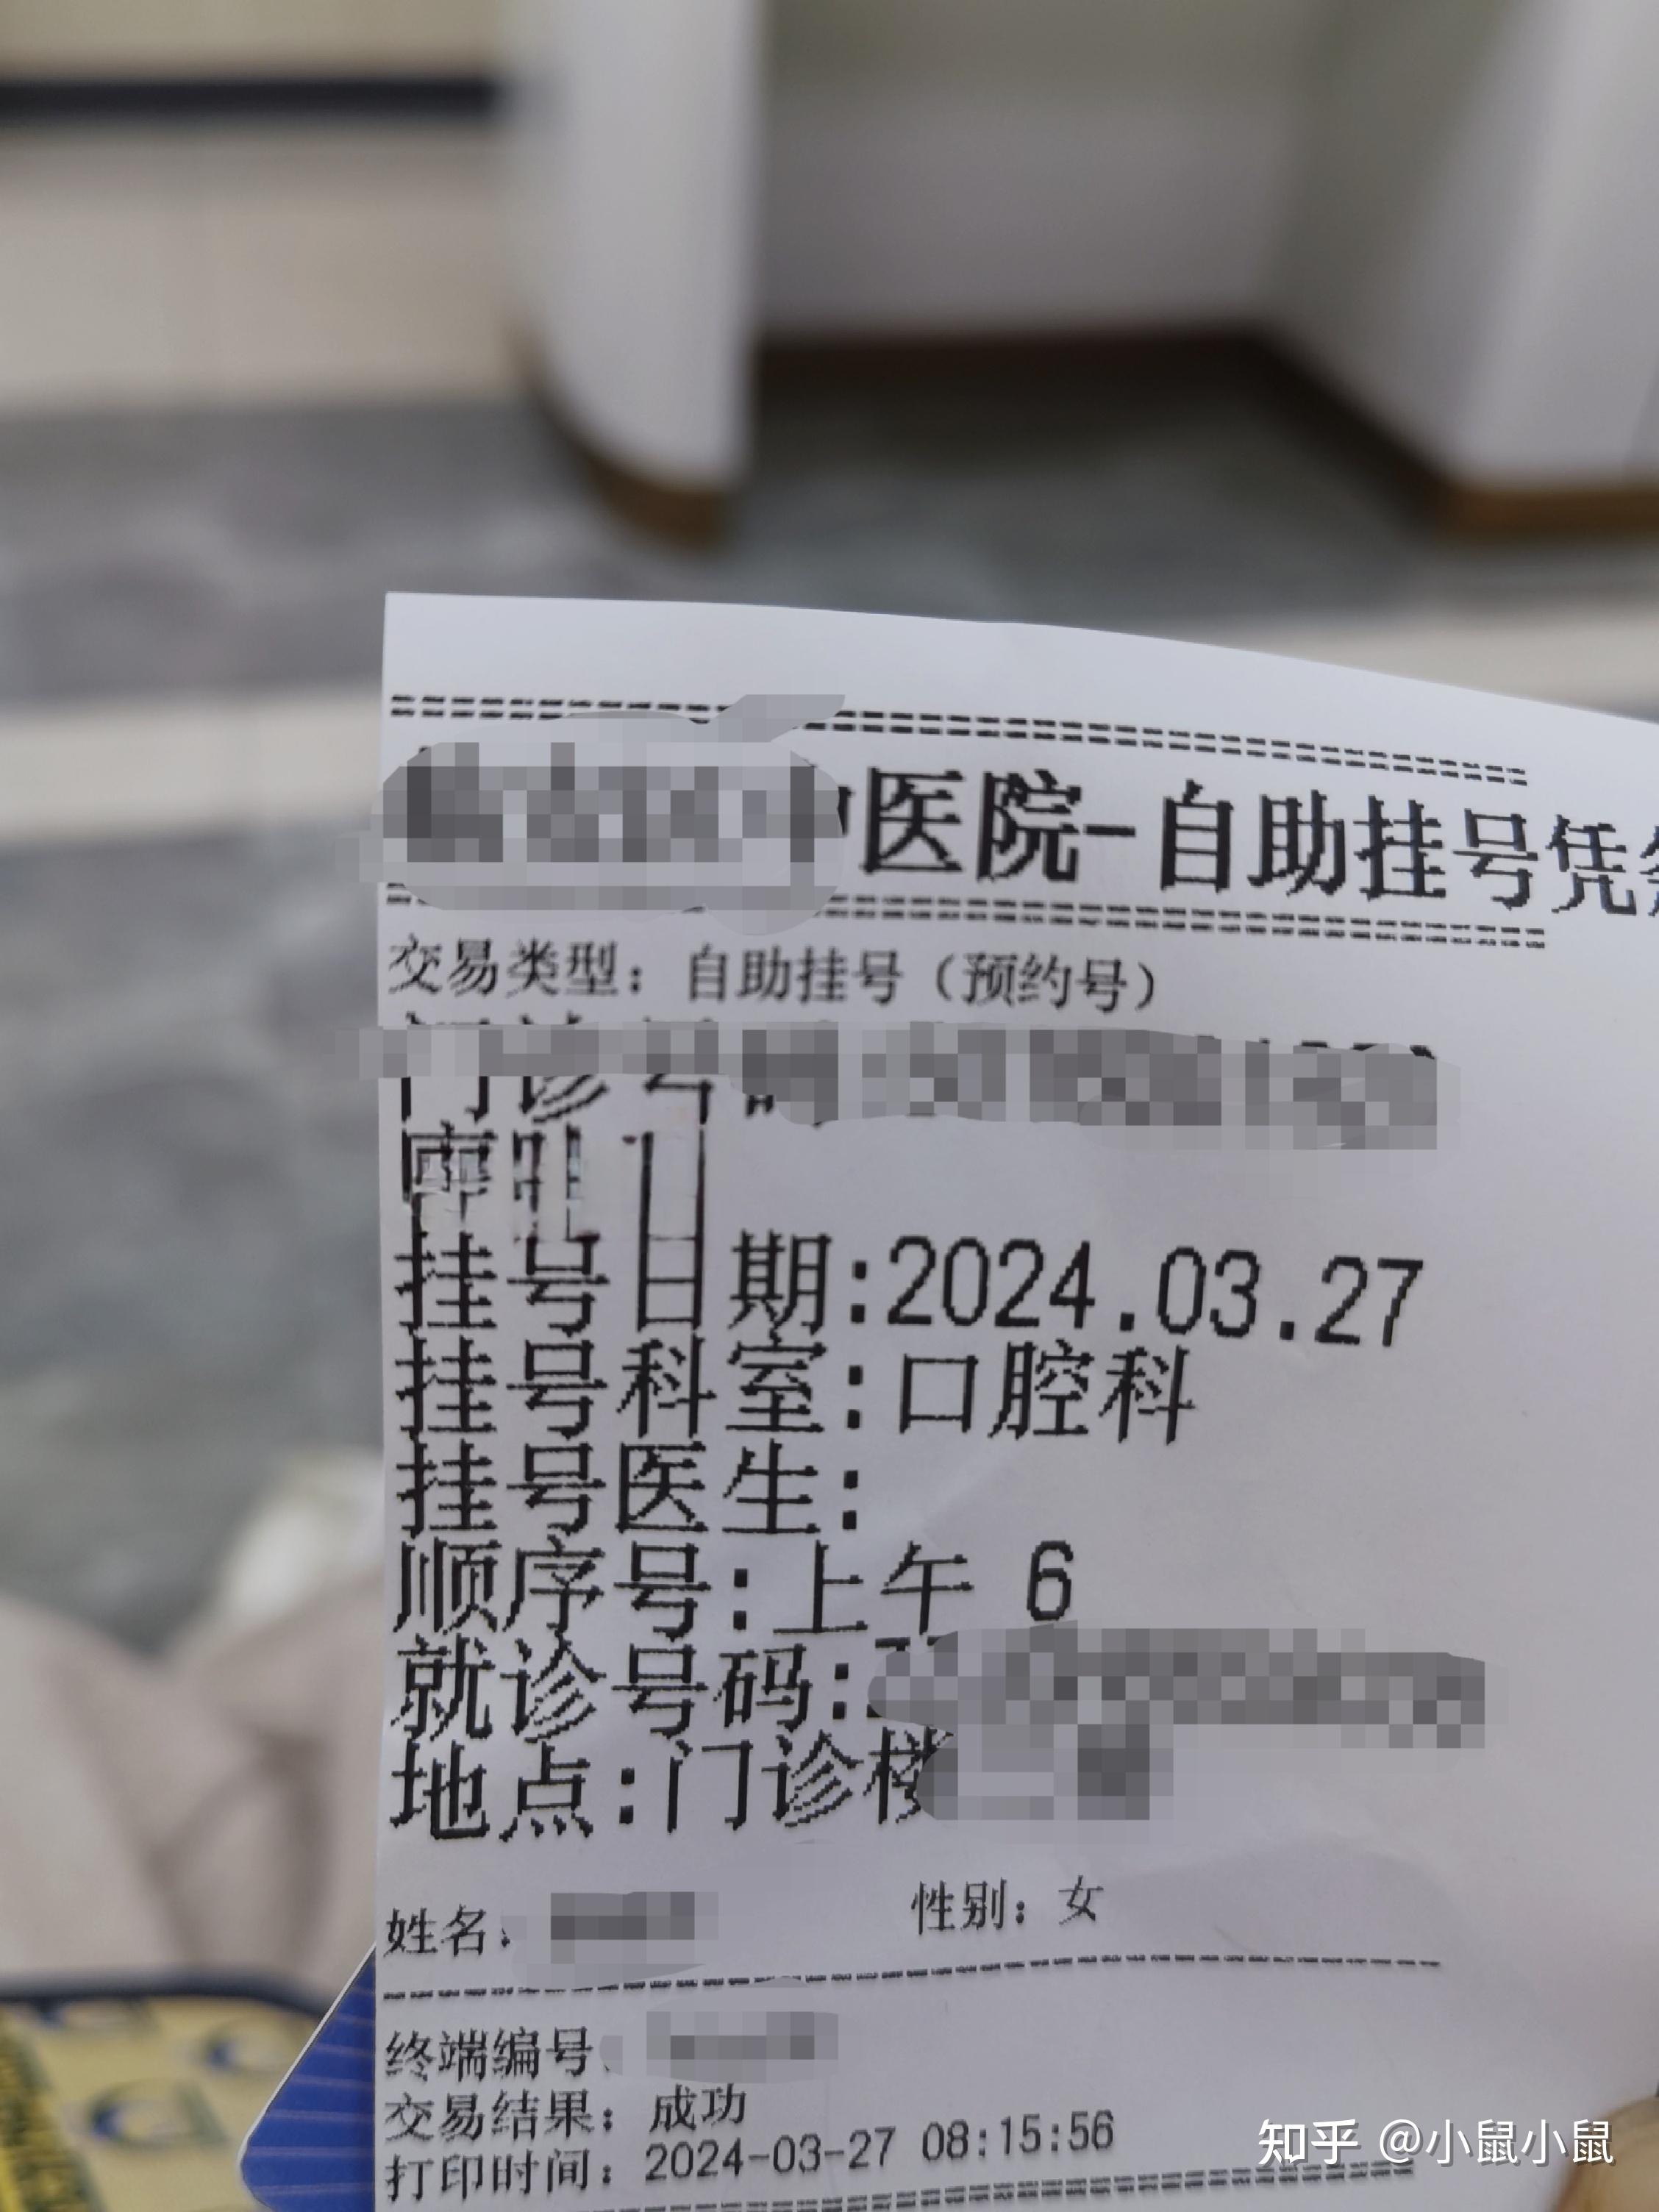 医院-自助挂号凭
交易类型：自助挂号（预约号）
门诊号
挂号日期:2024.03.27
挂号科室:口腔科
挂号医生:
顺序号:上午 6
就诊号码:
地点:门诊楼
姓名： 性别：女
终端编号
交易结果：成功
打印时间：2024-03-27 08:15:56
知乎 @小鼠小鼠